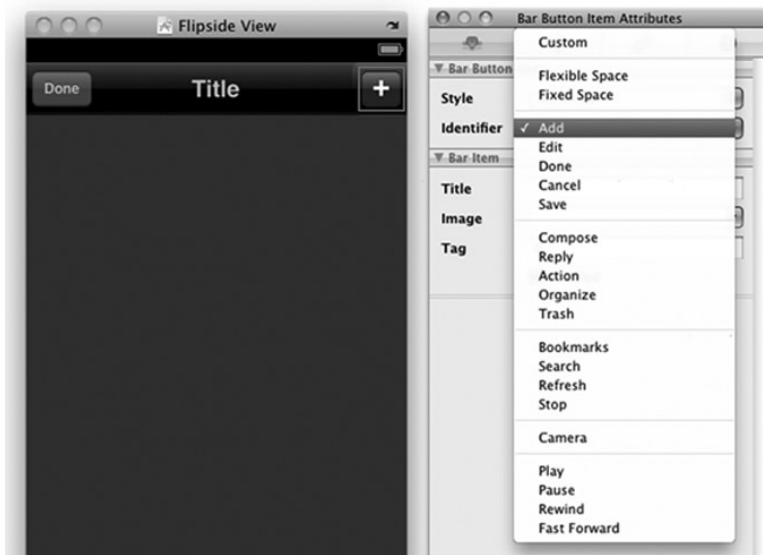 Flipside View
Done
Title
+
Bar Button Item Attributes
Bar Button
Style
Identifier
Bar Item
Title
Image
Tag
Custom
Flexible Space
Fixed Space
✓ Add
Edit
Done
Cancel
Save
Compose
Reply
Action
Organize
Trash
Bookmarks
Search
Refresh
Stop
Camera
Play
Pause
Rewind
Fast Forward